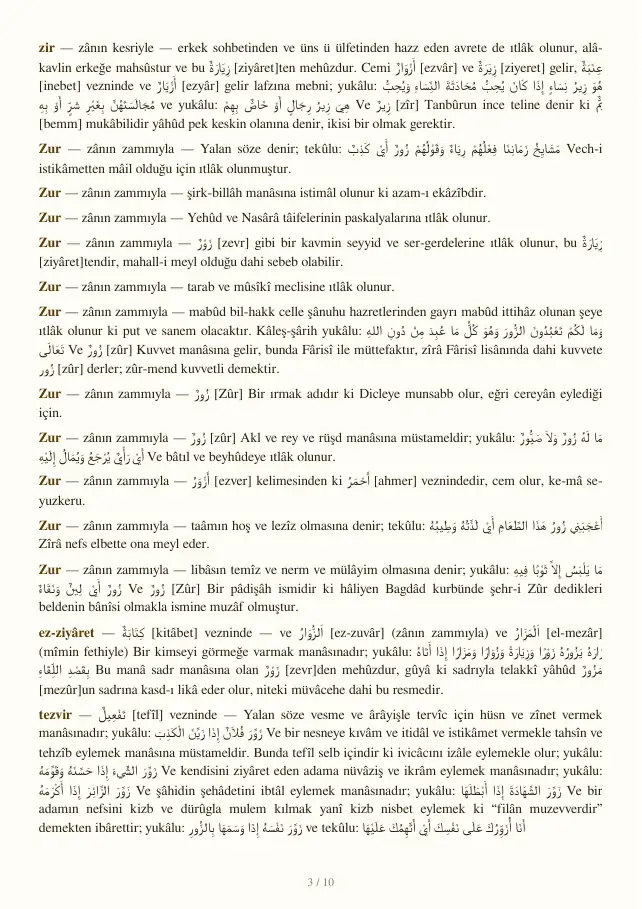 zir — zânın kesriyle — erkek sohbetinden ve üns ü ülfetinden hazz eden avrete de ıtlâk olunur, alâ-
kavlin erkeğe mahsûstur ve bu زِيَارَةٌ [ziyâret]ten mehûzdur. Cemi أَزْوَارٌ [ezvâr] ve زِيَرَةٌ [ziyeret] gelir, عِنَبَةٌ
[inebet] vezninde ve أَزْيَارٌ [ezyâr] gelir lafzına mebni; yukâlu: هُوَ زِيرُ نِسَاءٍ إِذَا كَانَ يُحِبُّ مُحَادَثَةَ النِّسَاءِ وَيُحِبُّ
مُجَالَسَتَهُنَّ بِغَيْرِ شَرٍّ أَوْ بِهِ ve yukâlu: هِيَ زِيرُ رِجَالٍ أَوْ خَاصٌّ بِهِمْ Ve زِيرٌ [zîr] Tanbûrun ince teline denir ki بَمٌّ
[bemm] mukâbilidir yâhûd pek keskin olanına denir, ikisi bir olmak gerektir.
Zur — zânın zammıyla — Yalan söze denir; tekûlu: مَشَايِخُ زَمَانِنَا فِعْلُهُمْ رِيَاءٌ وَقَوْلُهُمْ زُورٌ أَيْ كَذِبٌ Vech-i
istikâmetten mâil olduğu için ıtlâk olunmuştur.
Zur — zânın zammıyla — şirk-billâh manâsına istimâl olunur ki azam-ı ekâzîbdir.
Zur — zânın zammıyla — Yehûd ve Nasârâ tâifelerinin paskalyalarına ıtlâk olunur.
Zur — zânın zammıyla — زَوْرٌ [zevr] gibi bir kavmin seyyid ve ser-gerdelerine ıtlâk olunur, bu زِيَارَةٌ
[ziyâret]tendir, mahall-i meyl olduğu dahi sebeb olabilir.
Zur — zânın zammıyla — tarab ve mûsîkî meclisine ıtlâk olunur.
Zur — zânın zammıyla — mabûd bil-hakk celle şânuhu hazretlerinden gayrı mabûd ittihâz olunan şeye
ıtlâk olunur ki put ve sanem olacaktır. Kâleş-şârih yukâlu: وَمَا لَكُمْ تَعْبُدُونَ الزُّورَ وَهُوَ كُلُّ مَا عُبِدَ مِنْ دُونِ اللهِ
تَعَالَى Ve زُورٌ [zûr] Kuvvet manâsına gelir, bunda Fârisî ile müttefaktır, zîrâ Fârisî lisânında dahi kuvvete
زُور [zûr] derler; zûr-mend kuvvetli demektir.
Zur — zânın zammıyla — زُورٌ [Zûr] Bir ırmak adıdır ki Dicleye munsabb olur, eğri cereyân eylediği
için.
Zur — zânın zammıyla — زُورٌ [zûr] Akl ve rey ve rüşd manâsına müstameldir; yukâlu: مَا لَهُ زُورٌ وَلاَ صَيُّورٌ
أَيْ رَأْيٌ يُرْجَعُ وَيُمَالُ إِلَيْهِ Ve bâtıl ve beyhûdeye ıtlâk olunur.
Zur — zânın zammıyla — أَزْوَرُ [ezver] kelimesinden ki أَحْمَرُ [ahmer] veznindedir, cem olur, ke-mâ se-
yuzkeru.
Zur — zânın zammıyla — taâmın hoş ve lezîz olmasına denir; tekûlu: أَعْجَبَنِي زُورُ هَذَا الطَّعَامِ أَيْ لَذَّتُهُ وَطِيبُهُ
Zîrâ nefs elbette ona meyl eder.
Zur — zânın zammıyla — libâsın temîz ve nerm ve mülâyim olmasına denir; yukâlu: مَا يَلْبَسُ إِلاَّ ثَوْبًا فِيهِ
زُورٌ أَيْ لِينٌ وَنَقَاءٌ Ve زُورٌ [Zûr] Bir pâdişâh ismidir ki hâliyen Bagdâd kurbünde şehr-i Zûr dedikleri
beldenin bânîsi olmakla ismine muzâf olmuştur.
ez-ziyâret — كِتَابَةٌ [kitâbet] vezninde — ve اَلزُّوَارُ [ez-zuvâr] (zânın zammıyla) ve اَلْمَزَارُ [el-mezâr]
(mîmin fethiyle) Bir kimseyi görmeğe varmak manâsınadır; yukâlu: زَارَهُ يَزُورُهُ زَوْرًا وَزِيَارَةً وَزُوَارًا وَمَزَارًا إِذَا أَتَاهُ
بِقَصْدِ اللِّقَاءِ Bu manâ sadr manâsına olan زَوْرٌ [zevr]den mehûzdur, gûyâ ki sadrıyla telakkî yâhûd مَزُورٌ
[mezûr]un sadrına kasd-ı likâ eder olur, niteki müvâcehe dahi bu resmedir.
tezvir — تَفْعِيلٌ [tefîl] vezninde — Yalan söze vesme ve ârâyişle tervîc için hüsn ve zînet vermek
manâsınadır; yukâlu: زَوَّرَ فُلاَنٌ إِذَا زَيَّنَ الْكَذِبَ Ve bir nesneye kıvâm ve itidâl ve istikâmet vermekle tahsîn ve
tehzîb eylemek manâsına müstameldir. Bunda tefîl selb içindir ki ivicâcını izâle eylemekle olur; yukâlu:
زَوَّرَ الشَّيْءَ إِذَا حَسَّنَهُ وَقَوَّمَهُ Ve kendisini ziyâret eden adama nüvâziş ve ikrâm eylemek manâsınadır; yukâlu:
زَوَّرَ الزَّائِرَ إِذَا أَكْرَمَهُ Ve şâhidin şehâdetini ibtâl eylemek manâsınadır; yukâlu: زَوَّرَ الشَّهَادَةَ إِذَا أَبْطَلَهَا Ve bir
adamın nefsini kizb ve dürûgla mulem kılmak yanî kizb nisbet eylemek ki “filân muzevverdir”
demekten ibârettir; yukâlu: زَوَّرَ نَفْسَهُ إِذَا وَسَمَهَا بِالزُّورِ ve tekûlu: أَنَا أُزَوِّرُكَ عَلَى نَفْسِكَ أَيْ أَتَّهِمُكَ عَلَيْهَا
3 / 10